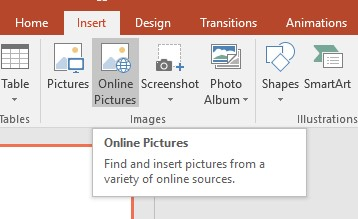 Home Insert Design Transitions Animations
Table Pictures Online Pictures Screenshot Photo Album Shapes SmartArt
Tables Images Illustrations
Online Pictures
Find and insert pictures from a
variety of online sources.